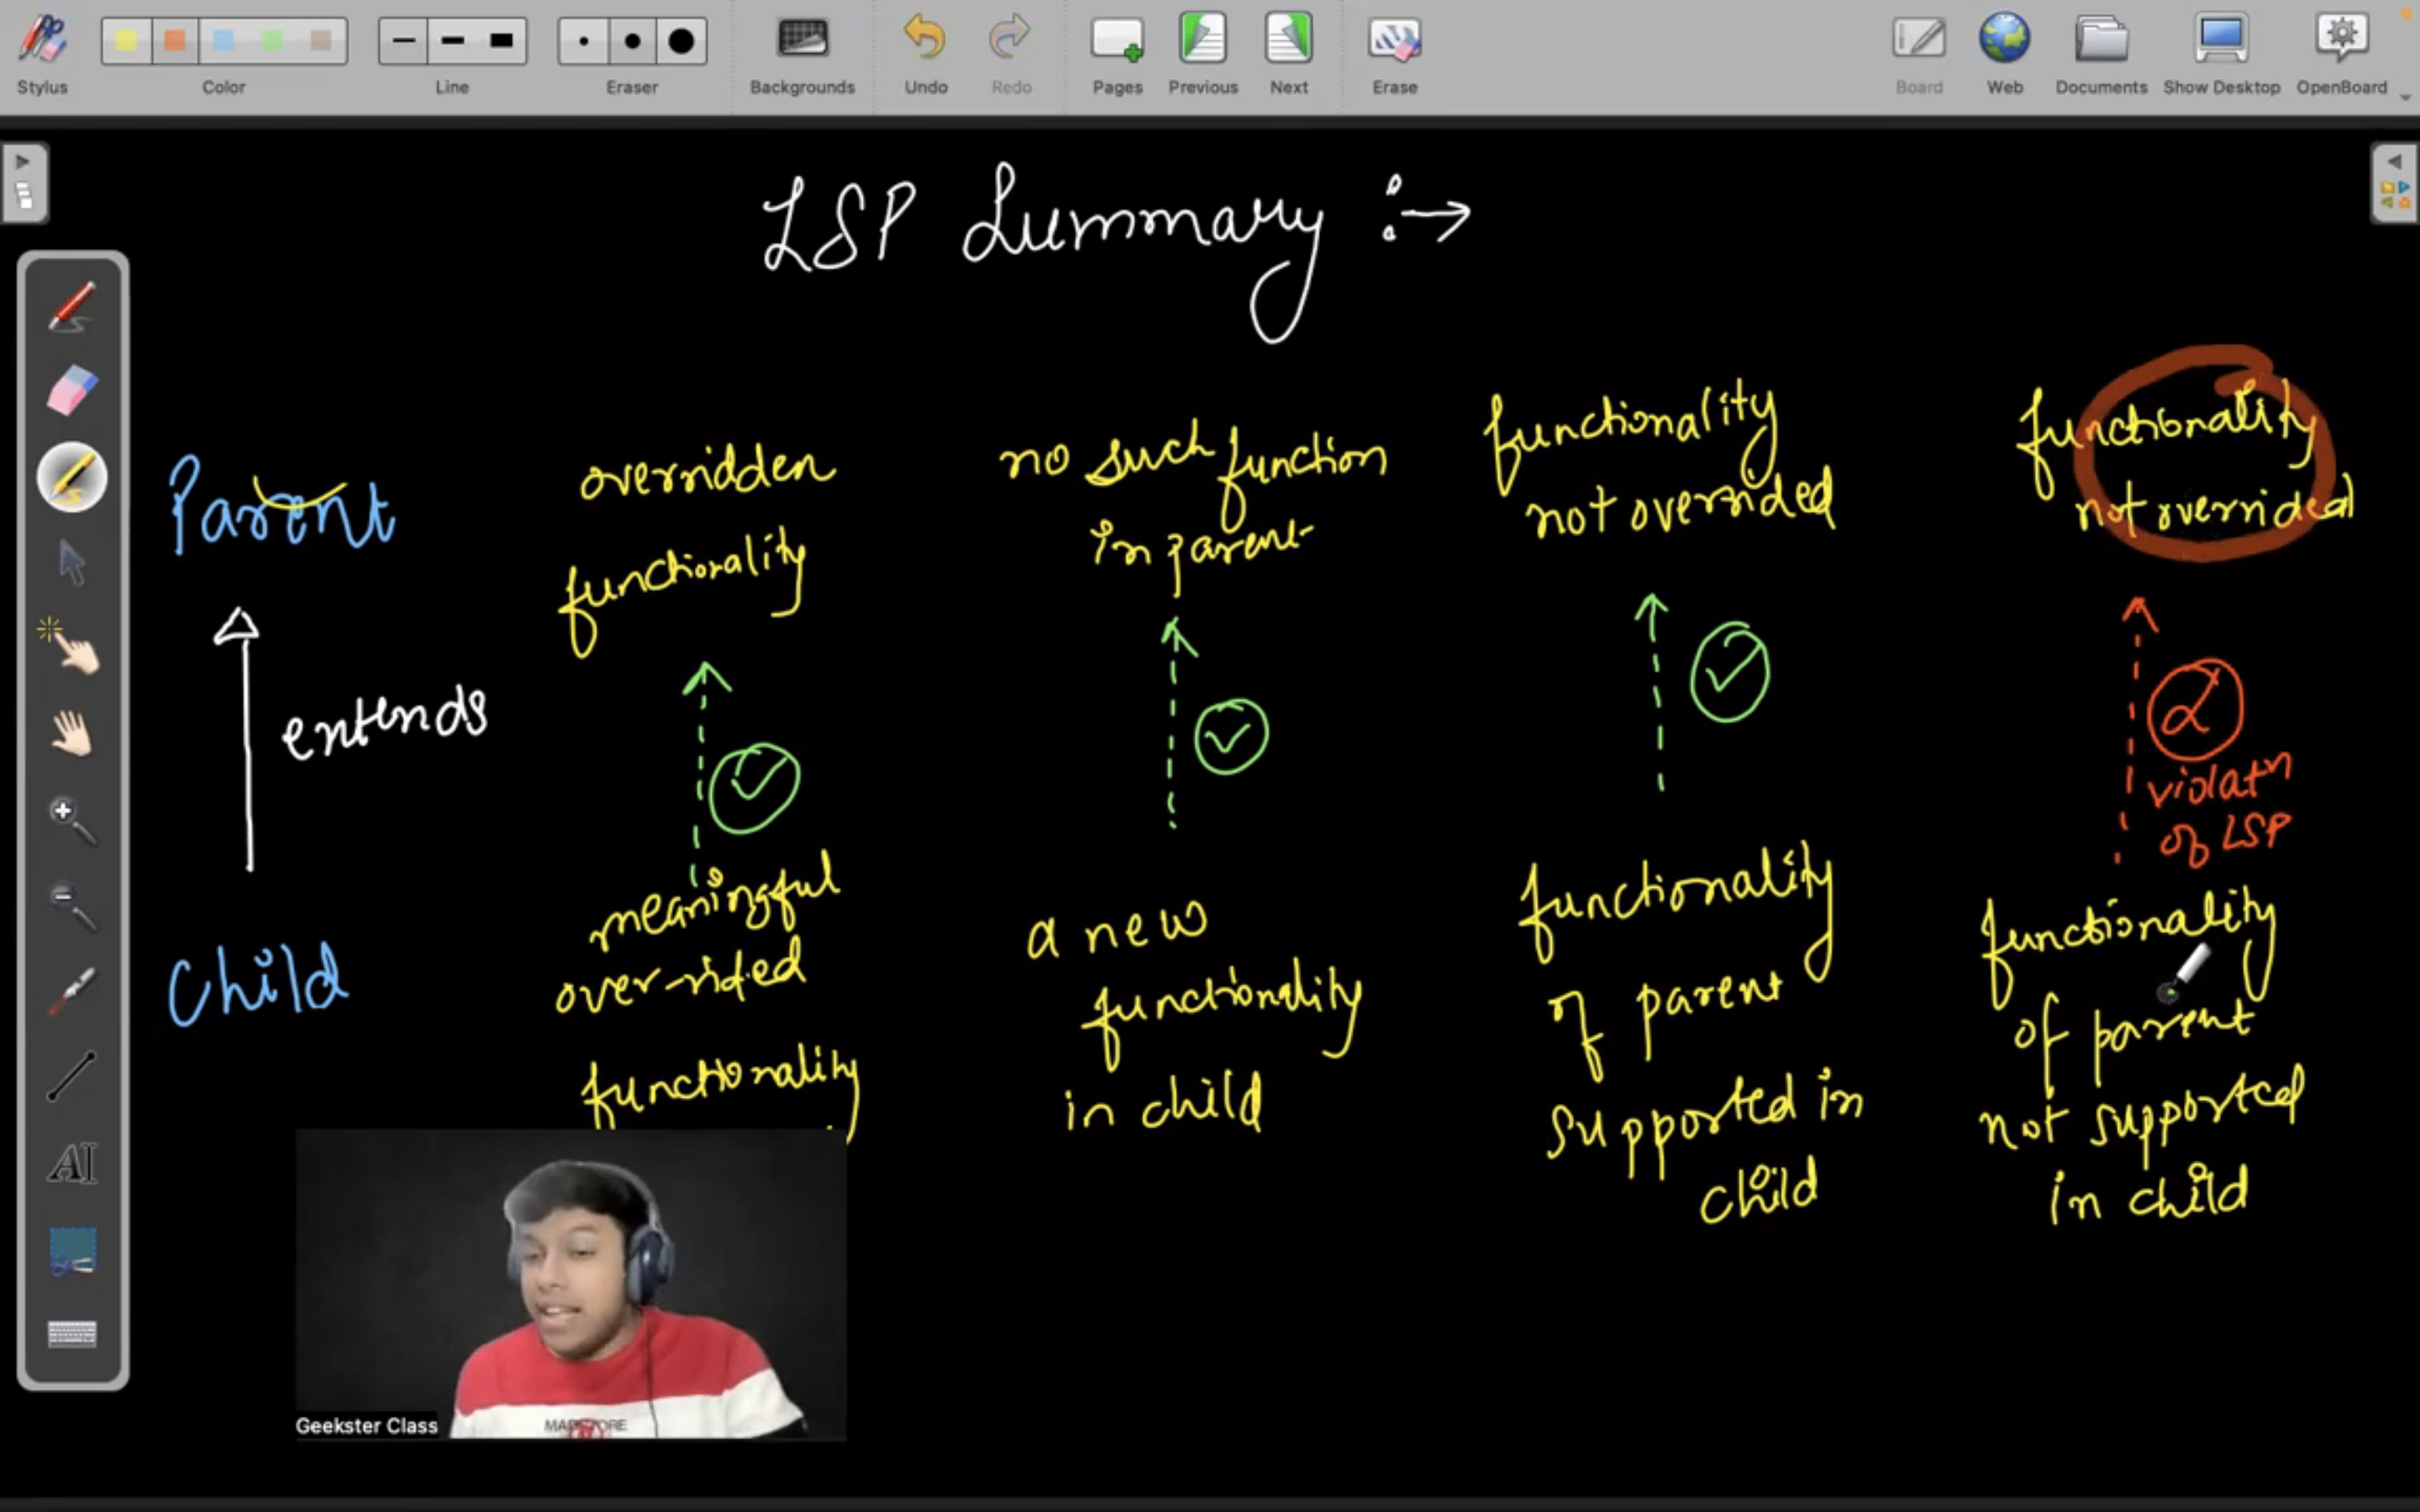 Stylus
Color
Line
Eraser
Backgrounds
Undo
Redo
Pages
Previous
Next
Erase
Board
Web
Documents
Show Desktop
OpenBoard
LSP Summary :→
Parent
extends
Child
overridden
functionality
meaningful
over-rided
functionality
no such function
in parent
a new
functionality
in child
functionality
not overrided
functionality
of parent
supported in
child
functionality
not overrided
violatn
of LSP
functionality
of parent
not supported
in child
AI
Geekster Class